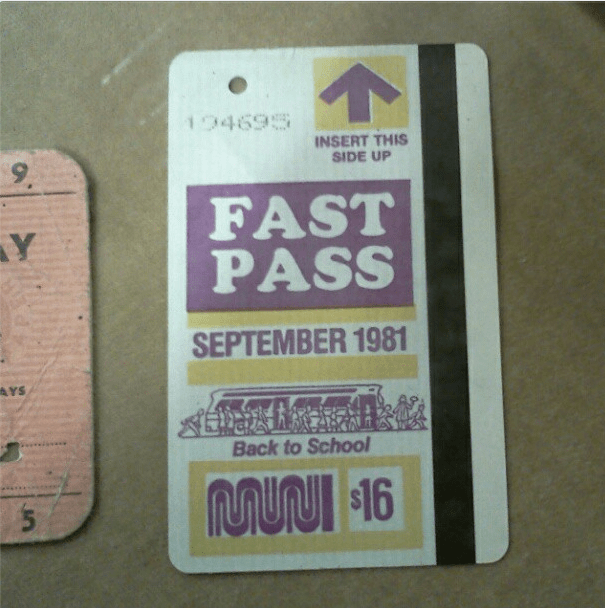 9
AY
AYS
5
194695
INSERT THIS
SIDE UP
FAST
PASS
SEPTEMBER 1981
Back to School
MUNI $16